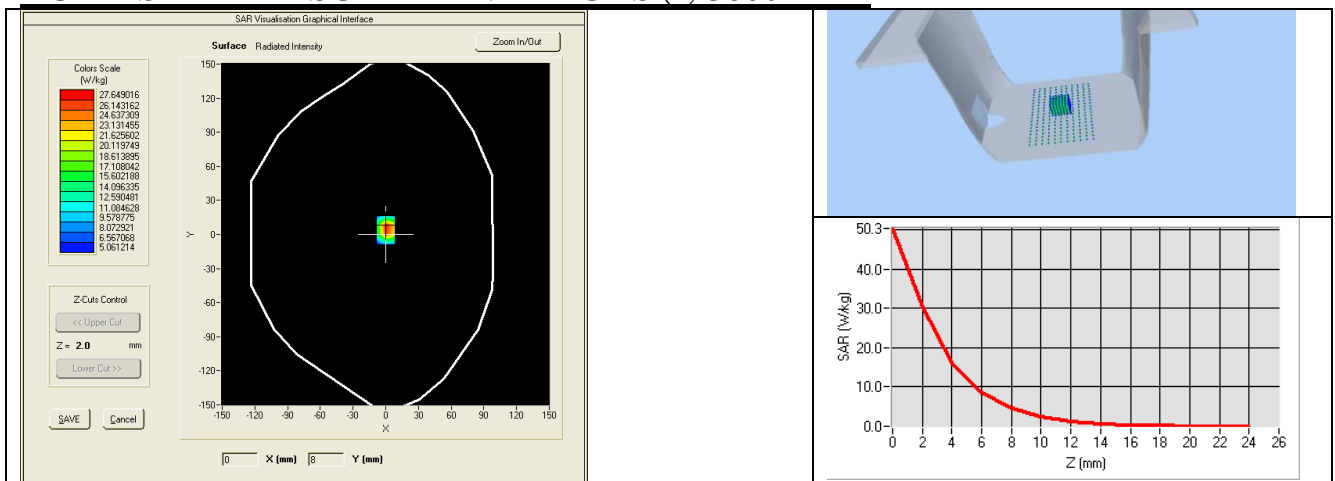 SAR Visualisation Graphical Interface
Surface Radiated Intensity
Zoom In/Out
Colors Scale
(W/kg)
27.649016
26.143162
24.637309
23.131455
21.625602
20.119749
18.613895
17.108042
15.602188
14.096335
12.590481
11.084628
9.578775
8.072921
6.567068
5.061214
Z-Cuts Control
<< Upper Cut
Z = 2.0 mm
Lower Cut >>
SAVE
Cancel
150-
120-
90-
60-
30-
Y
0-
-30-
-60-
-90-
-120-
-150-
-150 -120 -90 -60 -30 0 30 60 90 120 150
X
0 X (mm) 8 Y (mm)
50.3-
40.0-
30.0-
20.0-
10.0-
0.0-
SAR (W/kg)
0 2 4 6 8 10 12 14 16 18 20 22 24 26
Z (mm)